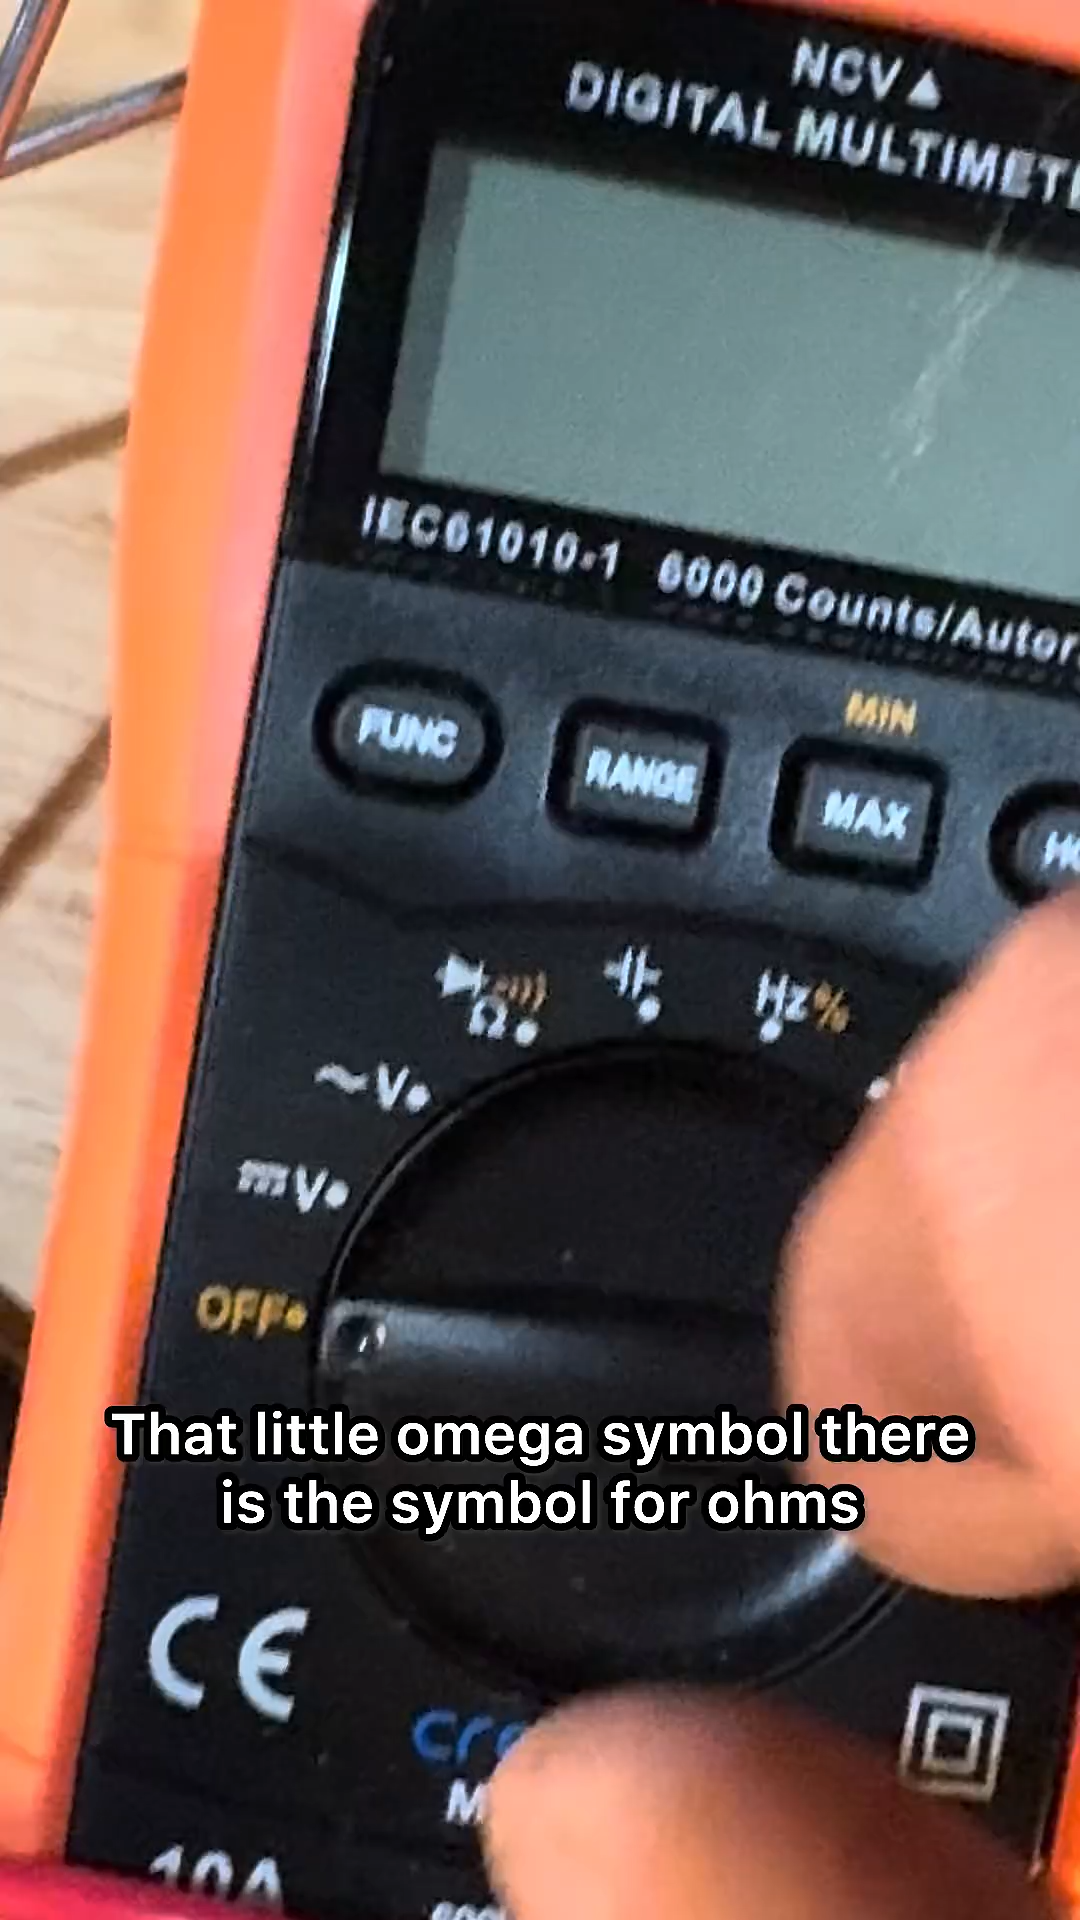 NCV▲
DIGITAL MULTIMET
IEC61010-1 6000 Counts/Autor
FUNC
RANGE
MIN
MAX
Ω
Hz%
~V
V
OFF
That little omega symbol there
is the symbol for ohms
CE
10A